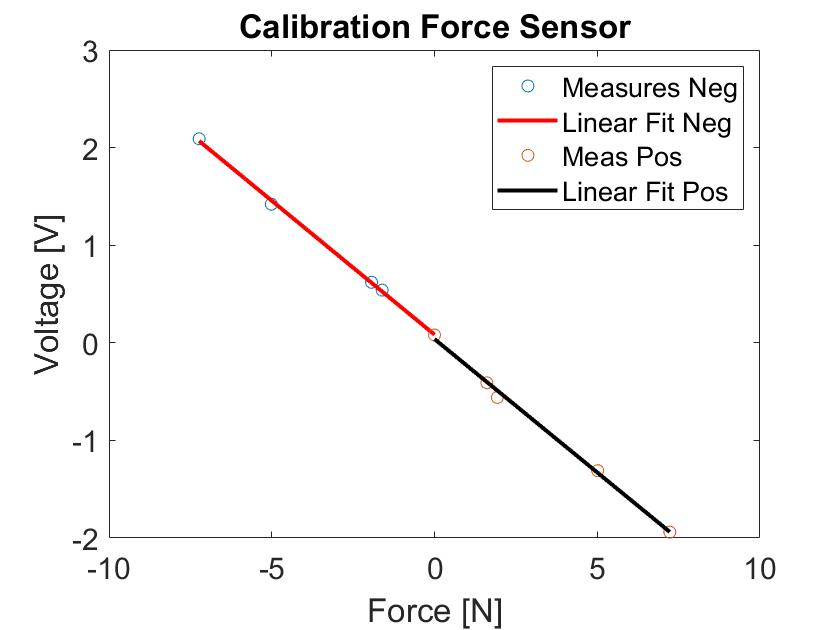 Calibration Force Sensor
3
2
1
0
-1
-2
Voltage [V]
Measures Neg
Linear Fit Neg
Meas Pos
Linear Fit Pos
-10 -5 0 5 10
Force [N]